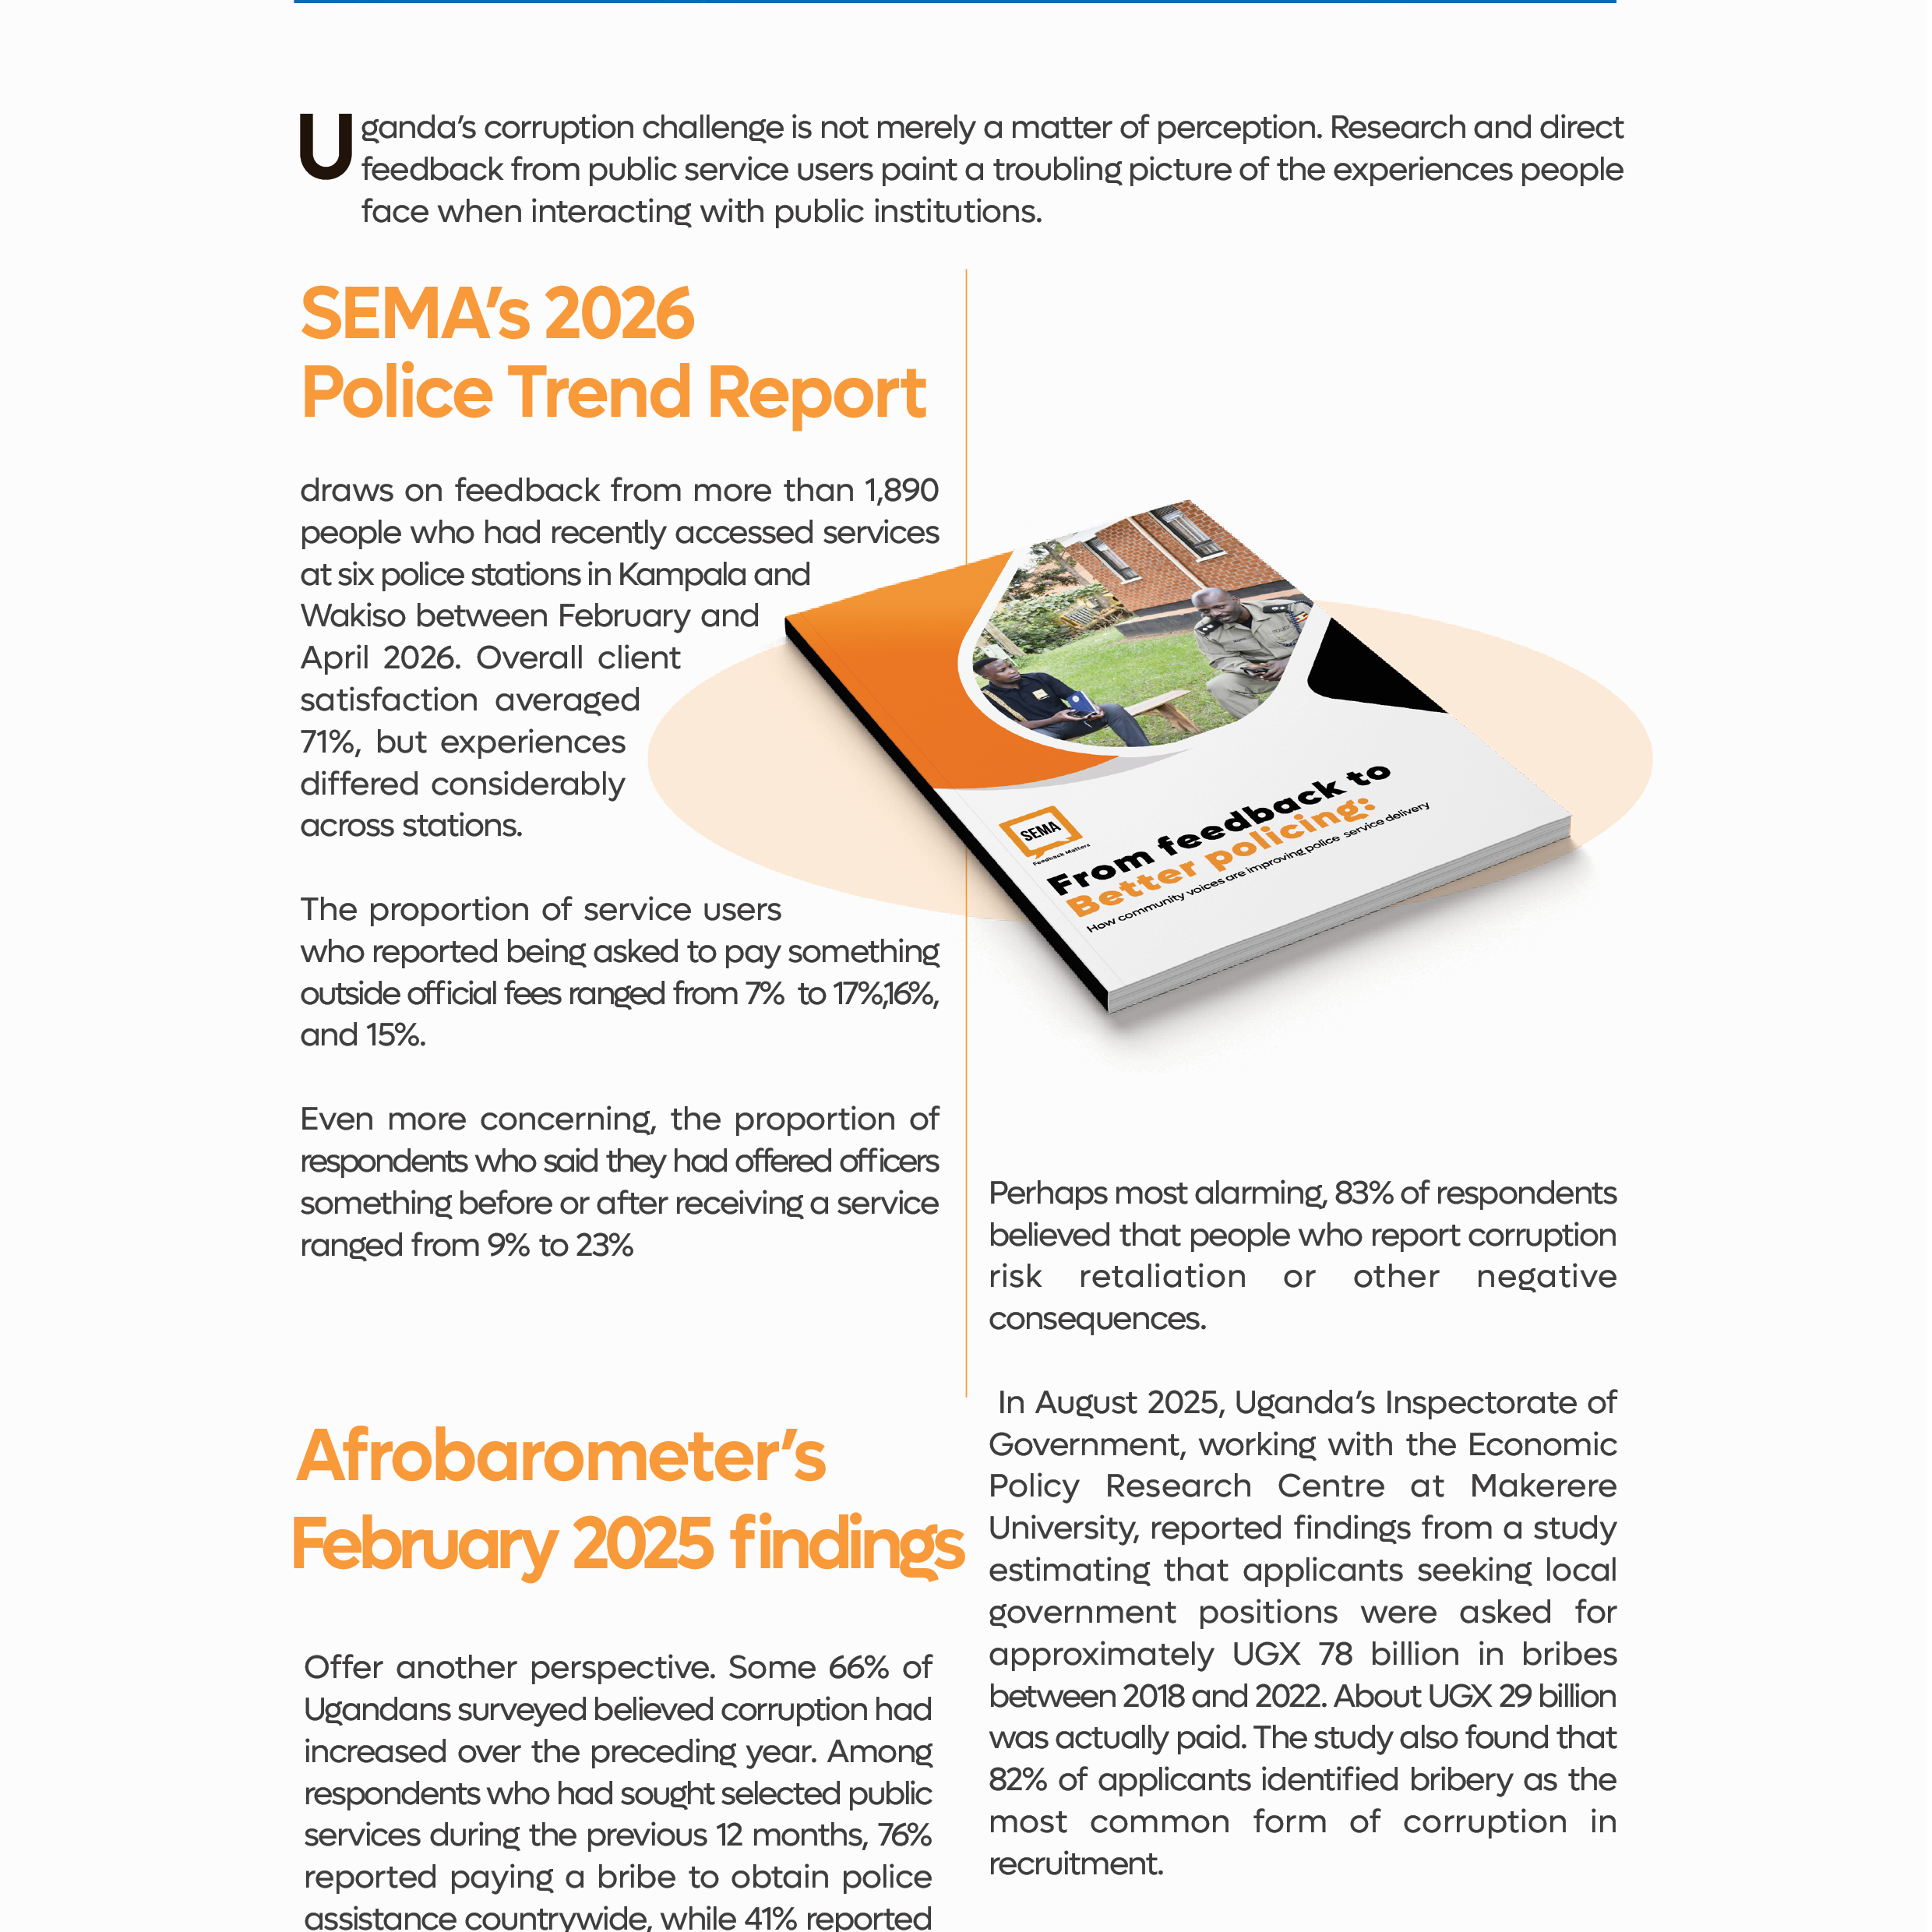 Uganda’s corruption challenge is not merely a matter of perception. Research and direct
feedback from public service users paint a troubling picture of the experiences people
face when interacting with public institutions.
SEMA’s 2026
Police Trend Report
draws on feedback from more than 1,890
people who had recently accessed services
at six police stations in Kampala and
Wakiso between February and
April 2026. Overall client
satisfaction averaged
71%, but experiences
differed considerably
across stations.
The proportion of service users
who reported being asked to pay something
outside official fees ranged from 7% to 17%,16%,
and 15%.
Even more concerning, the proportion of
respondents who said they had offered officers
something before or after receiving a service
ranged from 9% to 23%
SEMA
Feedback Matters
From feedback to
Better policing:
How community voices are improving police service delivery
Afrobarometer’s
February 2025 findings
Offer another perspective. Some 66% of
Ugandans surveyed believed corruption had
increased over the preceding year. Among
respondents who had sought selected public
services during the previous 12 months, 76%
reported paying a bribe to obtain police
assistance countrywide, while 41% reported
Perhaps most alarming, 83% of respondents
believed that people who report corruption
risk retaliation or other negative
consequences.
In August 2025, Uganda’s Inspectorate of
Government, working with the Economic
Policy Research Centre at Makerere
University, reported findings from a study
estimating that applicants seeking local
government positions were asked for
approximately UGX 78 billion in bribes
between 2018 and 2022. About UGX 29 billion
was actually paid. The study also found that
82% of applicants identified bribery as the
most common form of corruption in
recruitment.